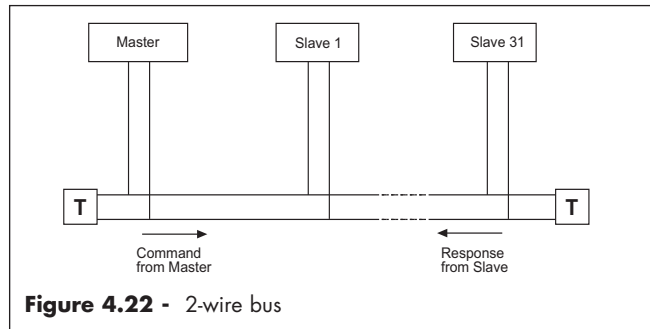 Master
Slave 1
Slave 31
T
T
Command
from Master
Response
from Slave
Figure 4.22 - 2-wire bus